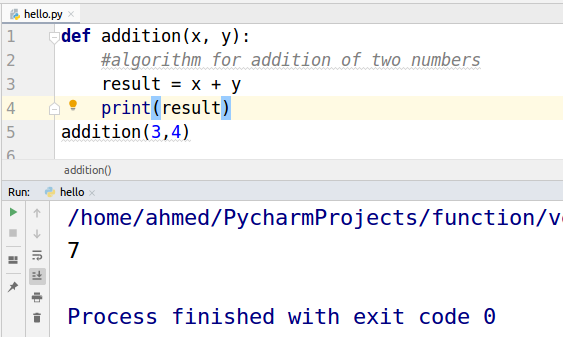 hello.py
1 def addition(x, y):
2 #algorithm for addition of two numbers
3 result = x + y
4 print(result)
5 addition(3,4)
6
addition()
Run: hello
/home/ahmed/PycharmProjects/function/v
7
Process finished with exit code 0